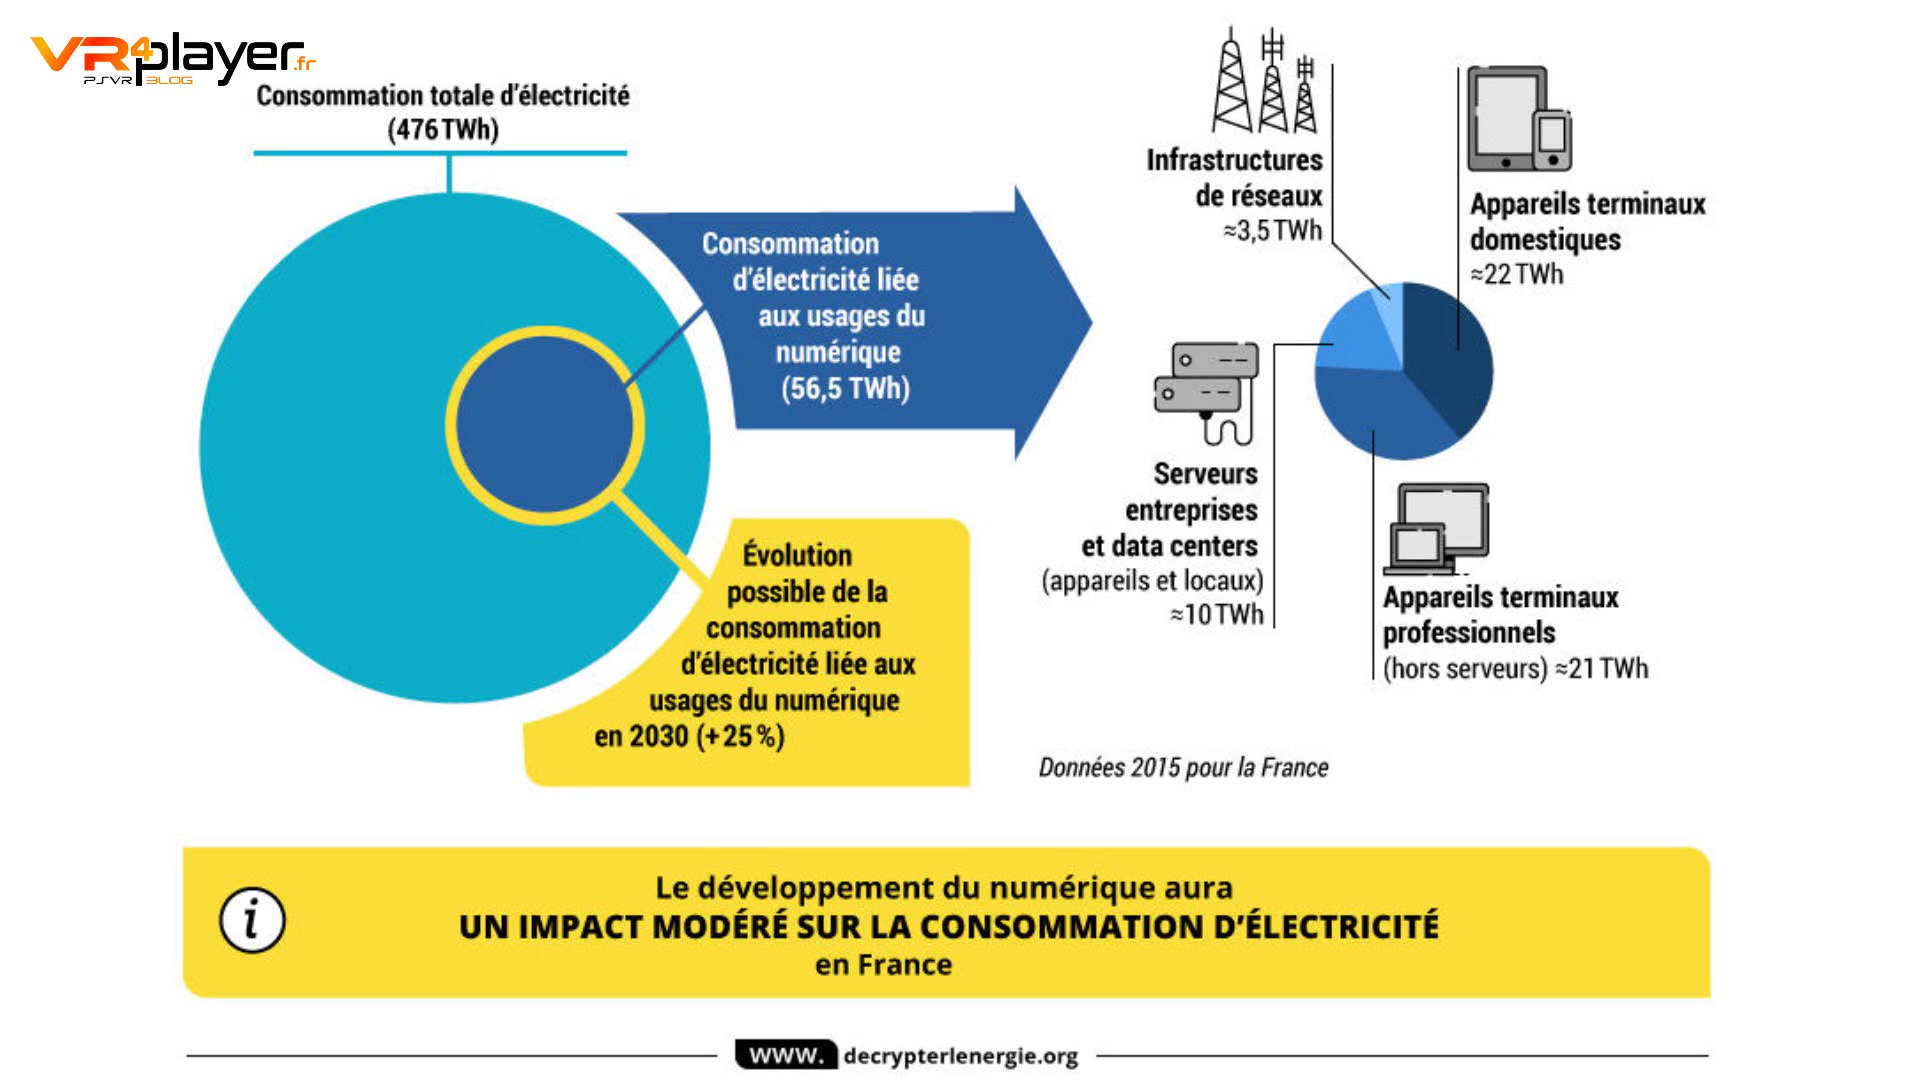 VR4player.fr
PSVR BLOG
Consommation totale d'électricité
(476 TWh)
Consommation
d'électricité liée
aux usages du
numérique
(56,5 TWh)
Évolution
possible de la
consommation
d'électricité liée aux
usages du numérique
en 2030 (+25 %)
Infrastructures
de réseaux
≈3,5 TWh
Appareils terminaux
domestiques
≈22 TWh
Serveurs
entreprises
et data centers
(appareils et locaux)
≈10 TWh
Appareils terminaux
professionnels
(hors serveurs) ≈21 TWh
Données 2015 pour la France
i
Le développement du numérique aura
UN IMPACT MODÉRÉ SUR LA CONSOMMATION D'ÉLECTRICITÉ
en France
www. decrypterlenergie.org